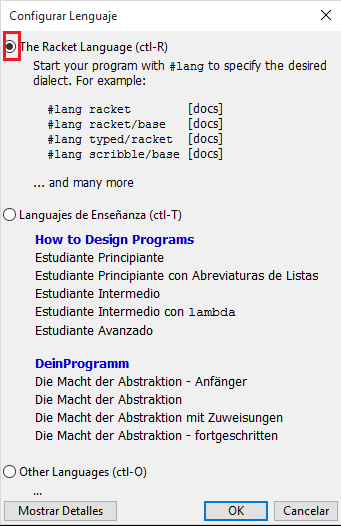 Configurar Lenguaje
The Racket Language (ctl-R)
Start your program with #lang to specify the desired
dialect. For example:
#lang racket [docs]
#lang racket/base [docs]
#lang typed/racket [docs]
#lang scribble/base [docs]
... and many more
Languajes de Enseñanza (ctl-T)
How to Design Programs
Estudiante Principiante
Estudiante Principiante con Abreviaturas de Listas
Estudiante Intermedio
Estudiante Intermedio con lambda
Estudiante Avanzado
DeinProgramm
Die Macht der Abstraktion - Anfänger
Die Macht der Abstraktion
Die Macht der Abstraktion mit Zuweisungen
Die Macht der Abstraktion - fortgeschritten
Other Languages (ctl-O)
...
Mostrar Detalles OK Cancelar